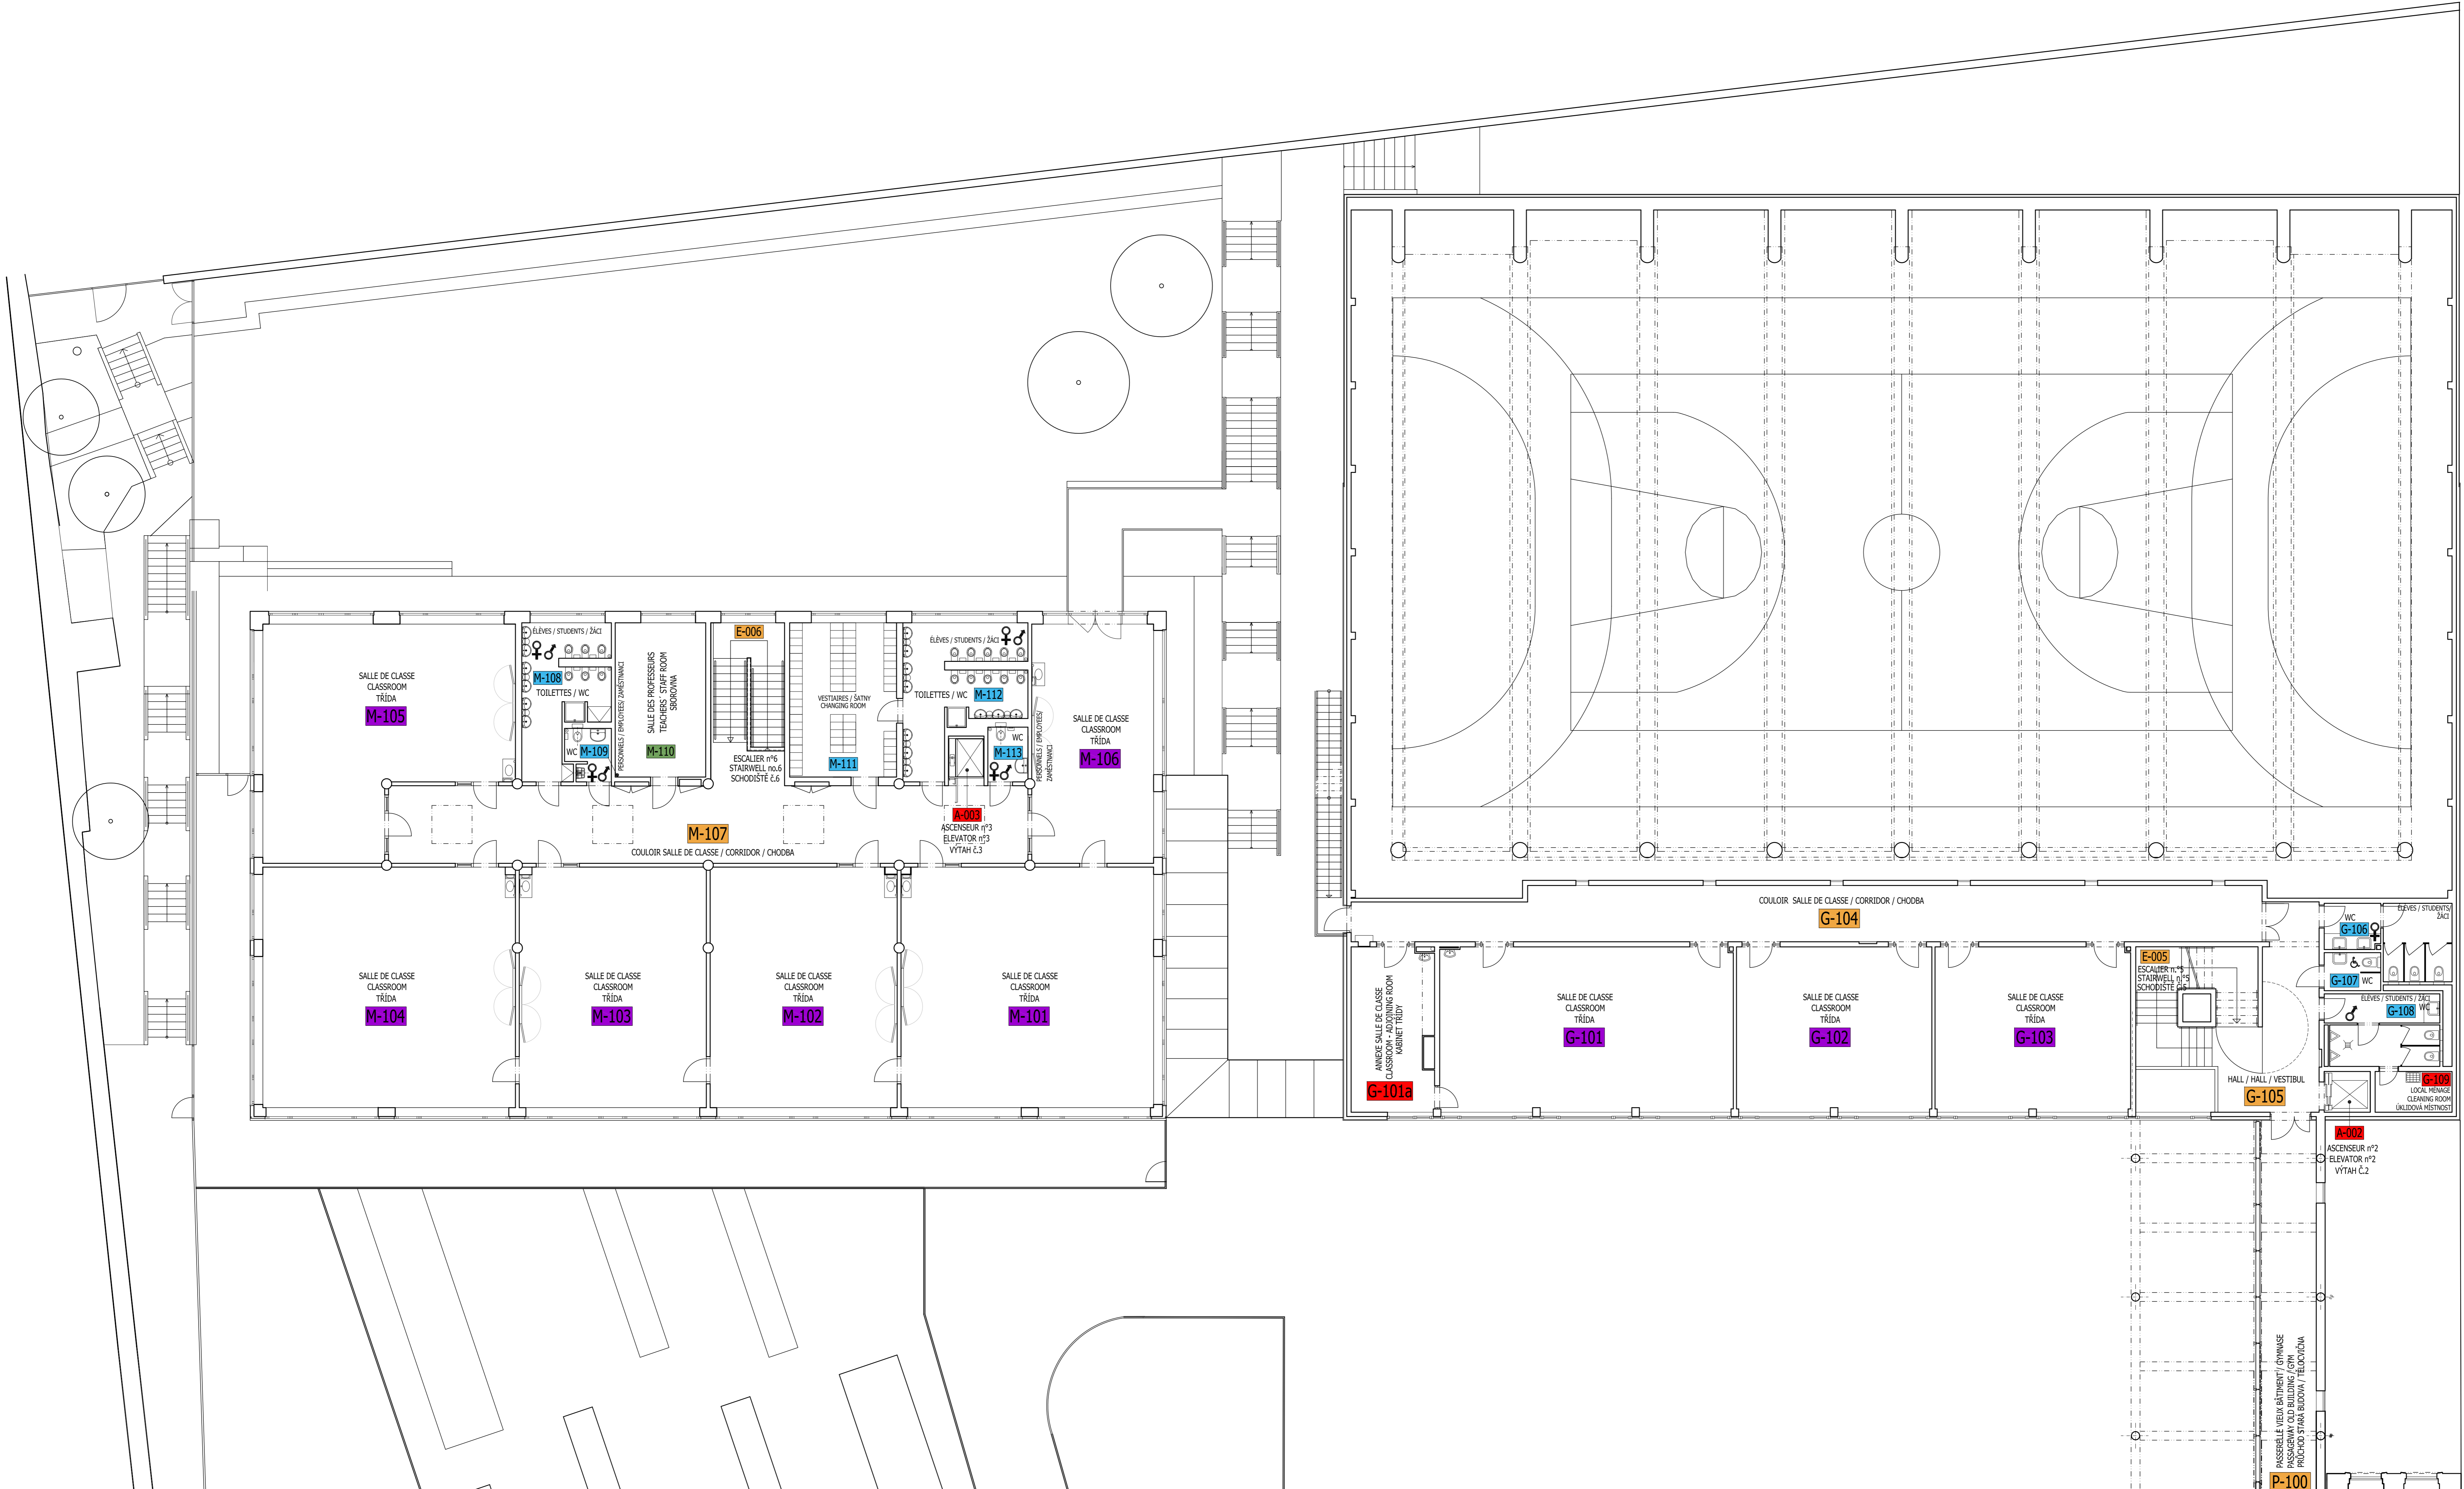 SALLE DE CLASSE
CLASSROOM
TŘÍDA
M-105
ÉLÈVES / STUDENTS / ŽÁCI
M-108
TOILETTES / WC
WC
M-109
PERSONNELS / EMPLOYEES/ ZAMĚSTNANCI
SALLE DES PROFESSEURS
TEACHERS´ STAFF ROOM
SBOROVNA
M-110
E-006
ESCALIER n°6
STAIRWELL no.6
SCHODIŠTĚ č.6
VESTIAIRES / ŠATNY
CHANGING ROOM
M-111
ÉLÈVES / STUDENTS / ŽÁCI
TOILETTES / WC
M-112
WC
M-113
PERSONNELS / EMPLOYEES/
ZAMĚSTNANCI
SALLE DE CLASSE
CLASSROOM
TŘÍDA
M-106
M-107
COULOIR SALLE DE CLASSE / CORRIDOR / CHODBA
A-003
ASCENSEUR n°3
ELEVATOR n°3
VÝTAH č.3
SALLE DE CLASSE
CLASSROOM
TŘÍDA
M-104
SALLE DE CLASSE
CLASSROOM
TŘÍDA
M-103
SALLE DE CLASSE
CLASSROOM
TŘÍDA
M-102
SALLE DE CLASSE
CLASSROOM
TŘÍDA
M-101
COULOIR SALLE DE CLASSE / CORRIDOR / CHODBA
G-104
ANNEXE SALLE DE CLASSE
CLASSROOM - ADJOINING ROOM
KABINET TŘÍDY
G-101a
SALLE DE CLASSE
CLASSROOM
TŘÍDA
G-101
SALLE DE CLASSE
CLASSROOM
TŘÍDA
G-102
SALLE DE CLASSE
CLASSROOM
TŘÍDA
G-103
E-005
ESCALIER n.°5
STAIRWELL n.°5
SCHODIŠTĚ č.5
HALL / HALL / VESTIBUL
G-105
WC
G-106
ÉLÈVES / STUDENTS/
ŽÁCI
G-107
WC
ÉLÈVES / STUDENTS / ŽÁCI
G-108
WC
G-109
LOCAL MÉNAGE
CLEANING ROOM
ÚKLIDOVÁ MÍSTNOST
A-002
ASCENSEUR n°2
ELEVATOR n°2
VÝTAH Č.2
PASSERELLE VIEUX BÂTIMENT / GYMNASE
PASSAGEWAY OLD BUILDING / GYM
PRŮCHOD STARÁ BUDOVA / TĚLOCVIČNA
P-100